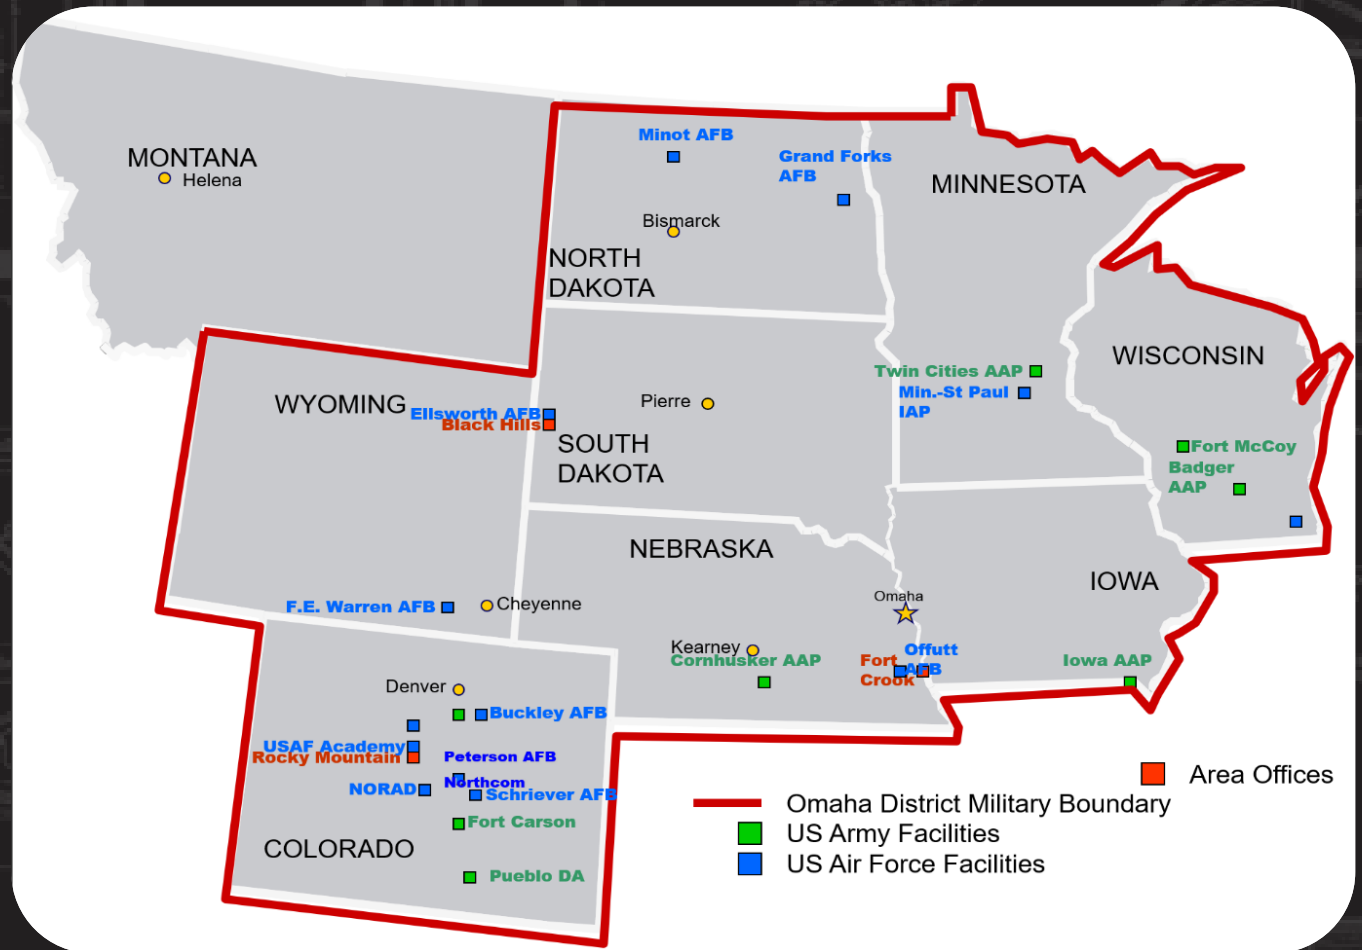 Minot AFB
Grand Forks
AFB
MONTANA
Helena
MINNESOTA
Bismarck
NORTH
DAKOTA
WISCONSIN
Twin Cities AAP
Min.-St Paul
IAP
WYOMING
Ellsworth AFB
Black Hills
Pierre
SOUTH
DAKOTA
Fort McCoy
Badger
AAP
NEBRASKA
IOWA
Omaha
F.E. Warren AFB
Cheyenne
Kearney
Cornhusker AAP
Offutt
AFB
Fort
Crook
Iowa AAP
Denver
Buckley AFB
USAF Academy
Rocky Mountain
Peterson AFB
Northcom
NORAD
Schriever AFB
Fort Carson
COLORADO
Pueblo DA
Area Offices
Omaha District Military Boundary
US Army Facilities
US Air Force Facilities